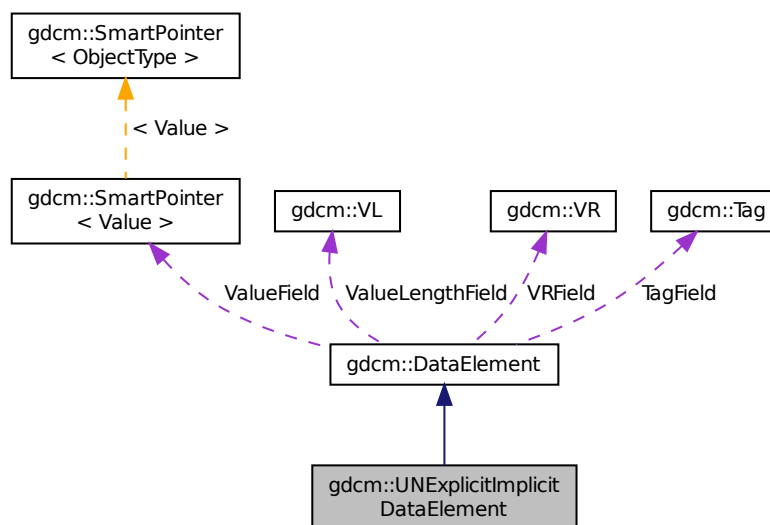 gdcm::SmartPointer
< ObjectType >
< Value >
gdcm::SmartPointer
< Value >
gdcm::VL
gdcm::VR
gdcm::Tag
ValueField
ValueLengthField
VRField
TagField
gdcm::DataElement
gdcm::UNExplicitImplicit
DataElement